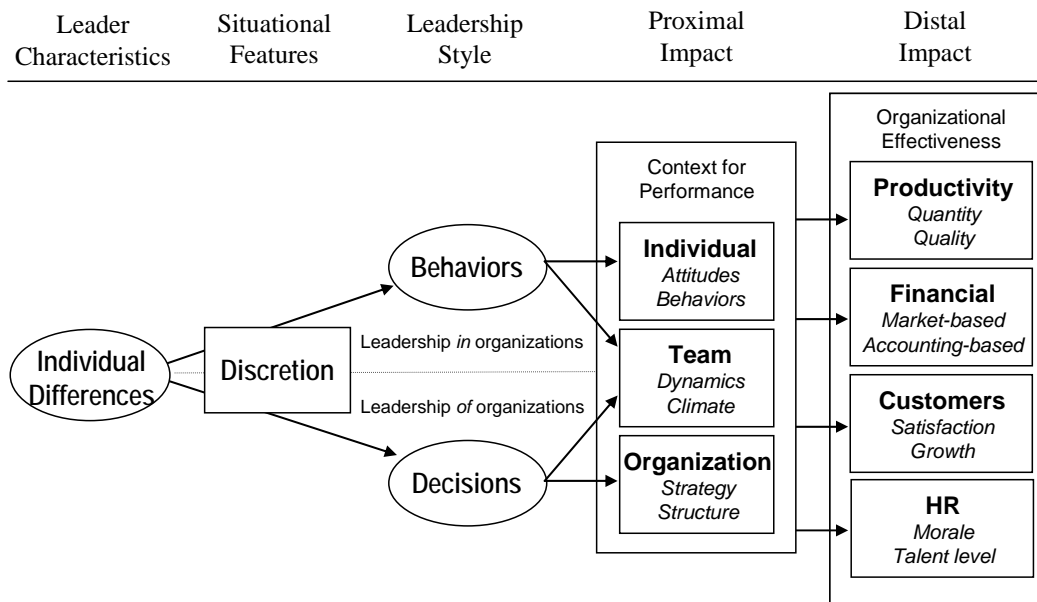 Leader
Characteristics
Situational
Features
Leadership
Style
Proximal
Impact
Distal
Impact
Individual
Differences
Discretion
Behaviors
Leadership in organizations
Leadership of organizations
Decisions
Context for
Performance
Individual
Attitudes
Behaviors
Team
Dynamics
Climate
Organization
Strategy
Structure
Organizational
Effectiveness
Productivity
Quantity
Quality
Financial
Market-based
Accounting-based
Customers
Satisfaction
Growth
HR
Morale
Talent level